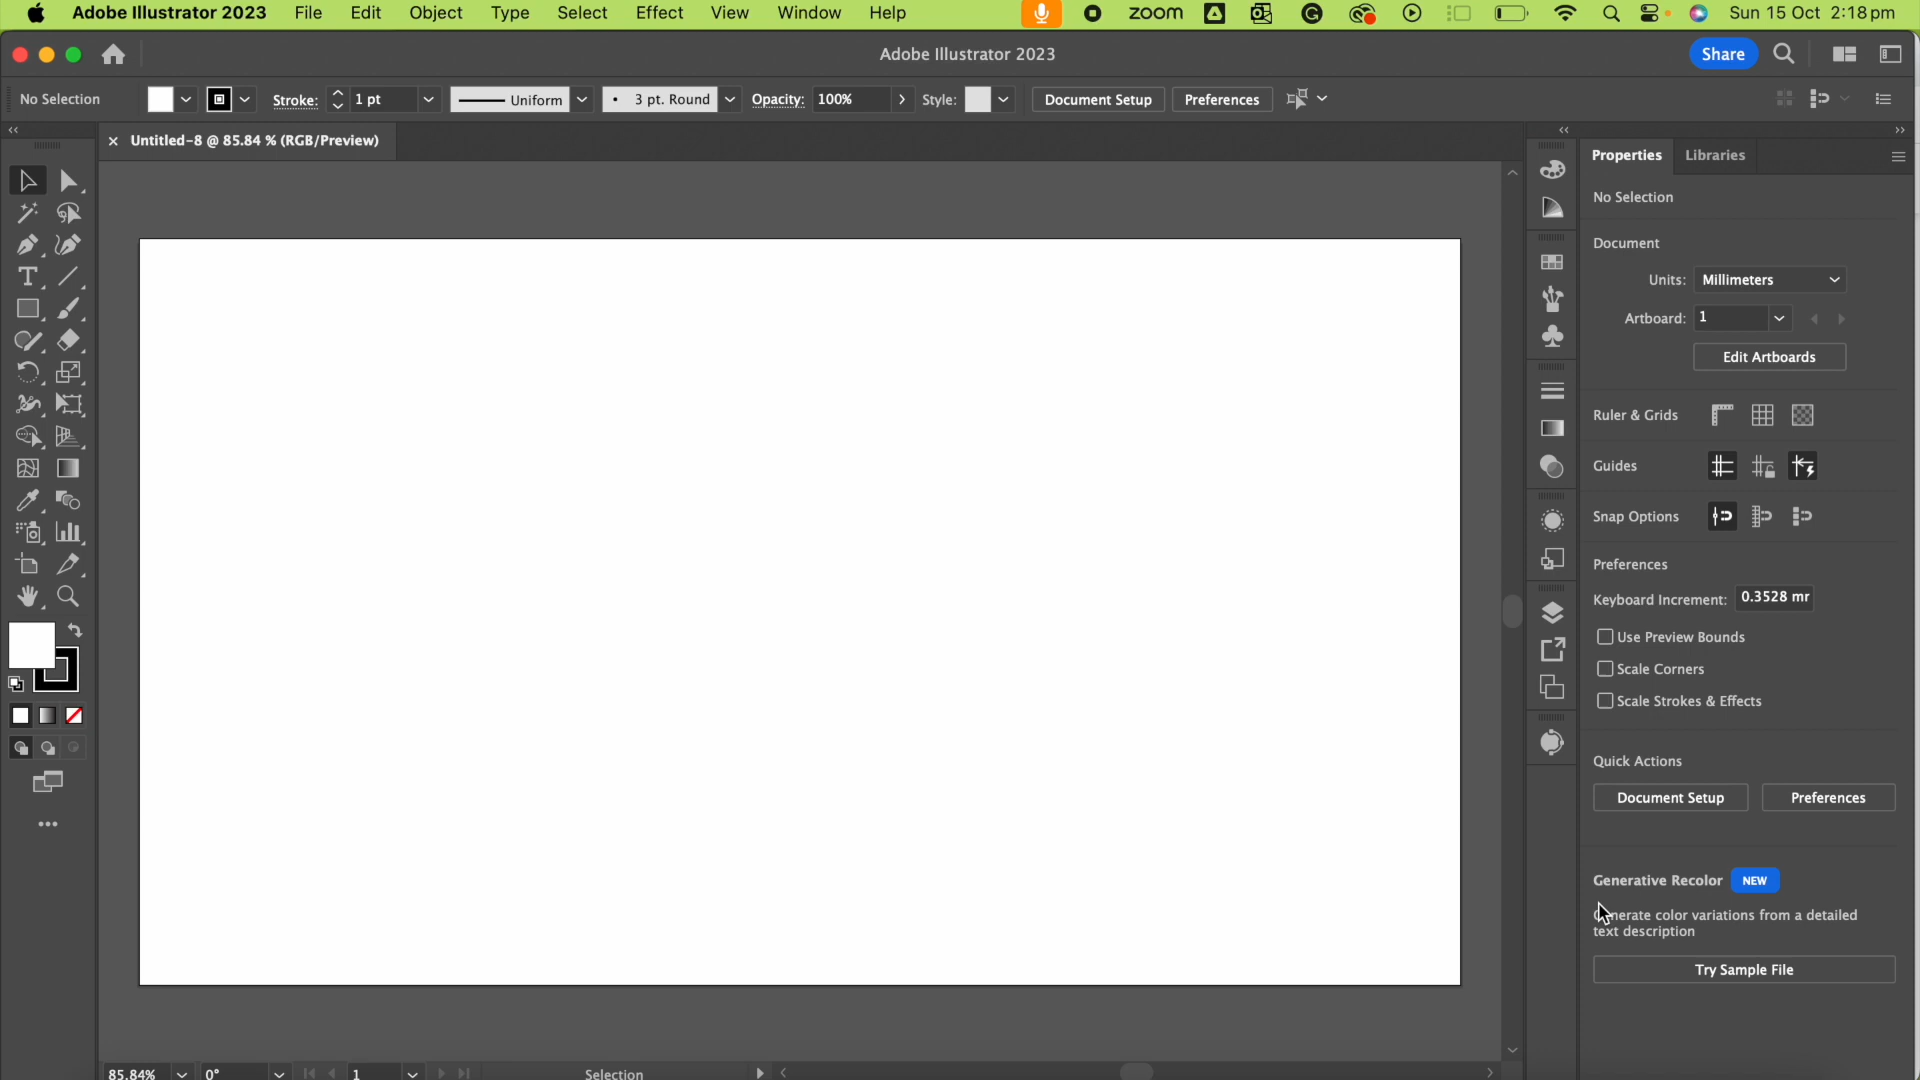 Adobe Illustrator 2023 File Edit Object Type Select Effect View Window Help zoom Sun 15 Oct 2:18 pm
Adobe Illustrator 2023 Share
No Selection Stroke: 1 pt Uniform 3 pt. Round Opacity: 100% Style: Document Setup Preferences
Untitled-8 @ 85.84 % (RGB/Preview)
Properties Libraries
No Selection
Document
Units: Millimeters
Artboard: 1
Edit Artboards
Ruler & Grids
Guides
Snap Options
Preferences
Keyboard Increment: 0.3528 mr
Use Preview Bounds
Scale Corners
Scale Strokes & Effects
Quick Actions
Document Setup Preferences
Generative Recolor NEW
Generate color variations from a detailed
text description
Try Sample File
85.84% 0° 1 Selection